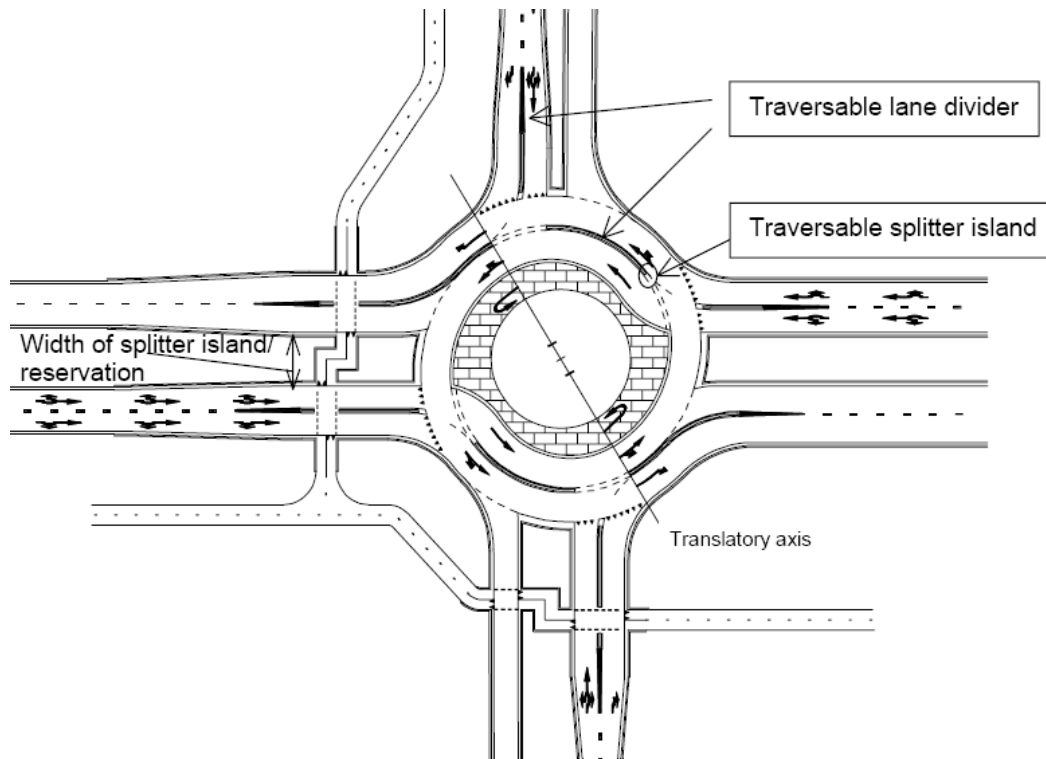 Traversable lane divider
Traversable splitter island
Width of splitter island/
reservation
Translatory axis